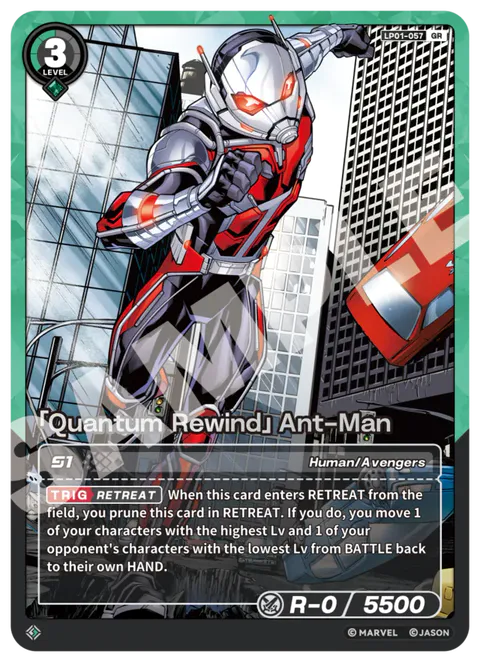 3
LEVEL
LP01-057 GR
SAMPLE
「Quantum Rewind」 Ant-Man
S1
Human/Avengers
TRIG RETREAT When this card enters RETREAT from the
field, you prune this card in RETREAT. If you do, you move 1
of your characters with the highest Lv and 1 of your
opponent's characters with the lowest Lv from BATTLE back
to their own HAND.
R-0 / 5500
© MARVEL © JASON